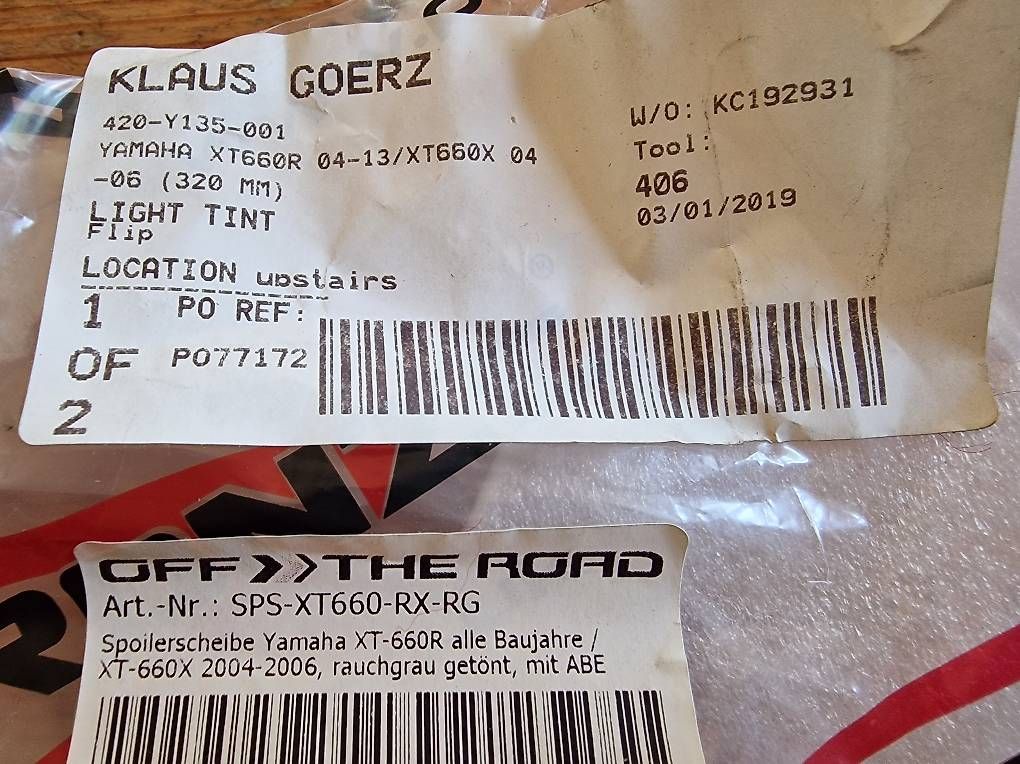 KLAUS GOERZ
420-Y135-001
YAMAHA XT660R 04-13/XT660X 04
-06 (320 MM)
LIGHT TINT
Flip
LOCATION upstairs
1 PO REF:
OF PO77172
2
W/O: KC192931
Tool:
406
03/01/2019
OFF THE ROAD
Art.-Nr.: SPS-XT660-RX-RG
Spoilerscheibe Yamaha XT-660R alle Baujahre /
XT-660X 2004-2006, rauchgrau getönt, mit ABE